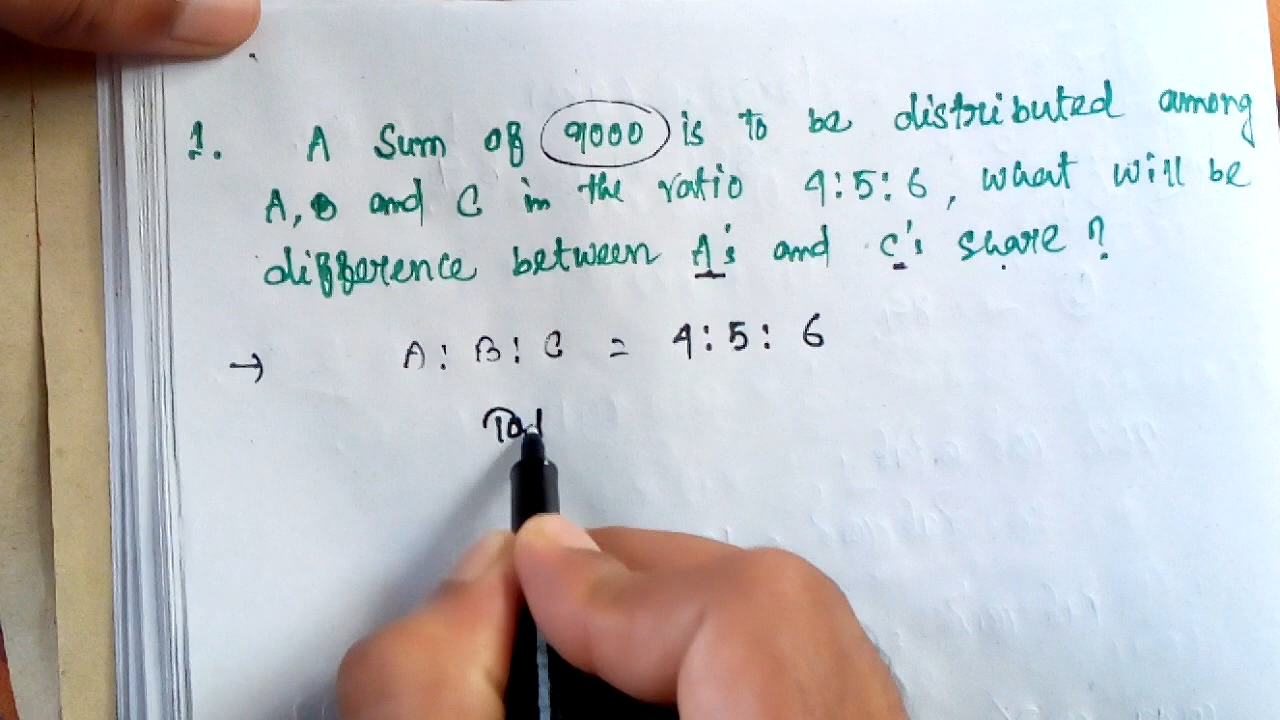 1. A Sum of 9000 is to be distributed among
A, B and C in the ratio 4:5:6, what will be
difference between A's and C's share?
→ A : B : C = 4 : 5 : 6